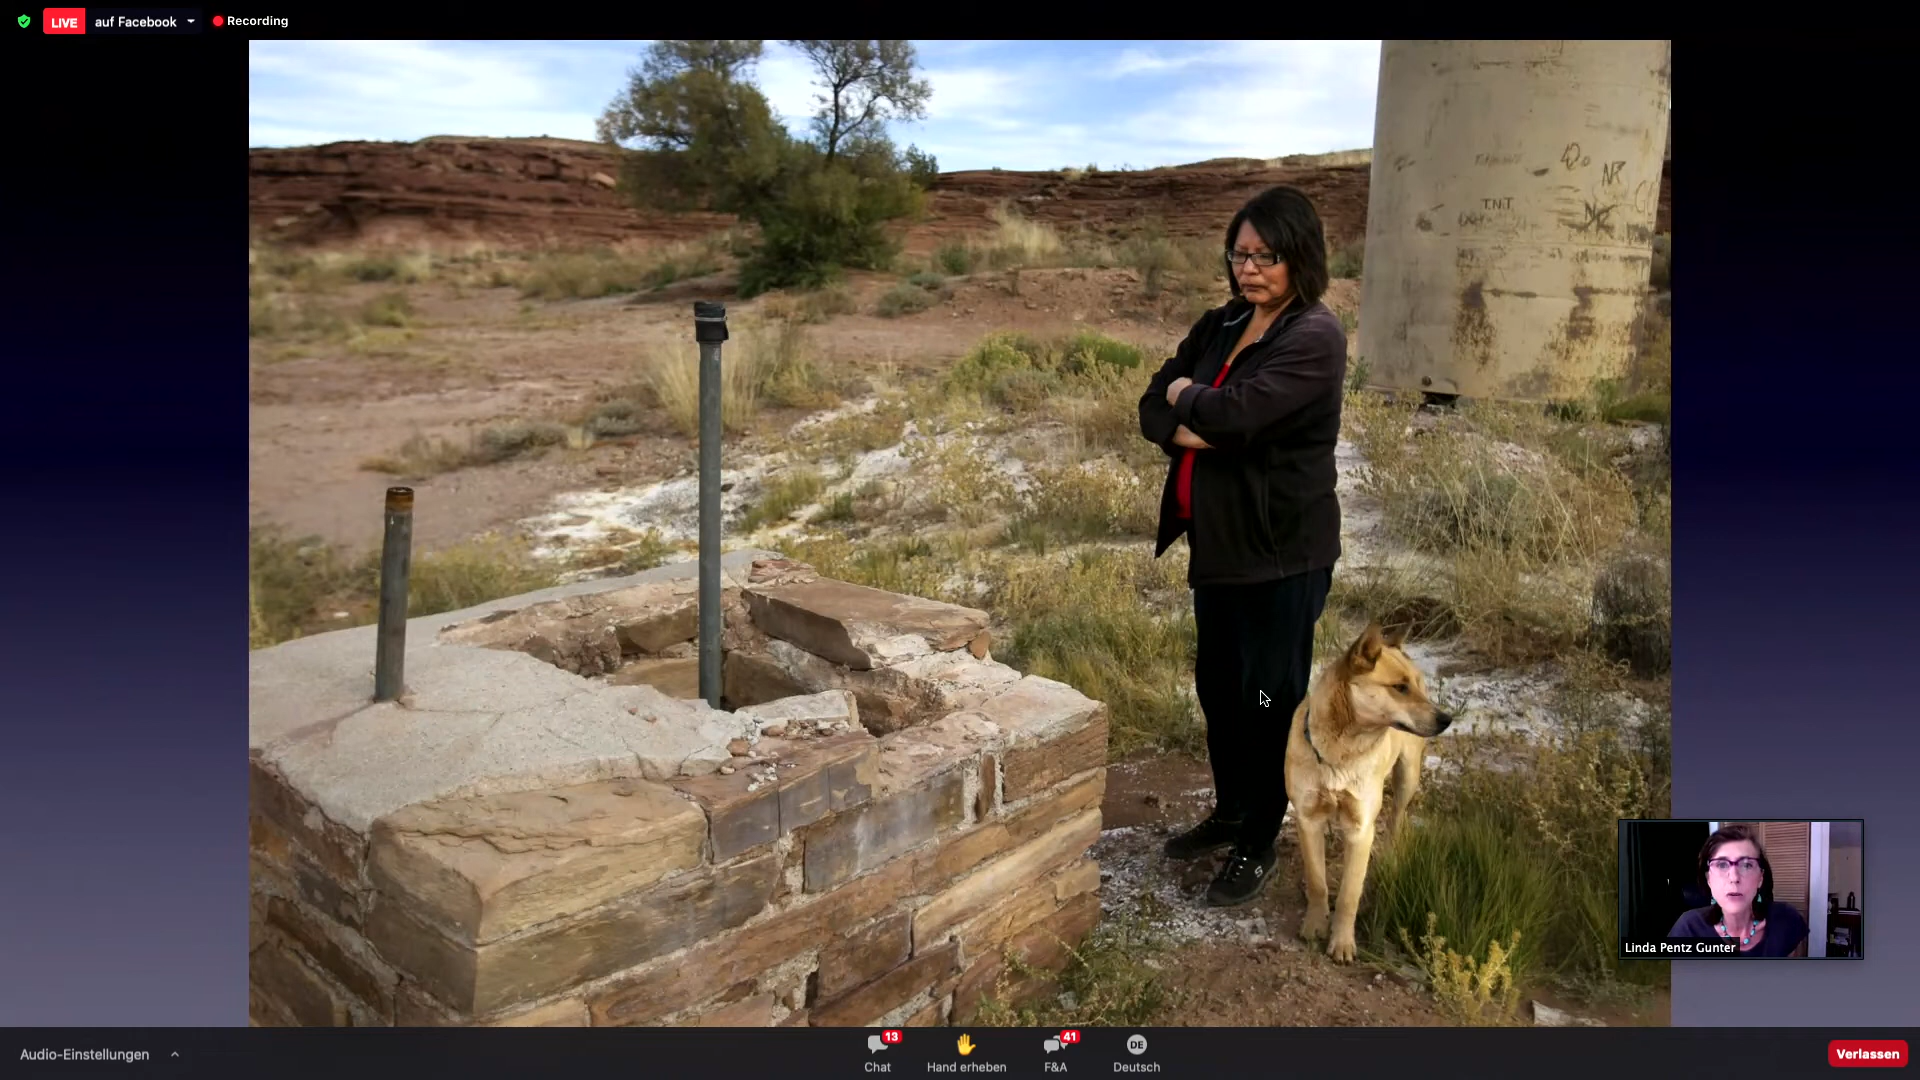 LIVE auf Facebook Recording
T.N.T.
Linda Pentz Gunter
Audio-Einstellungen
13
41
DE
Chat
Hand erheben
F&A
Deutsch
Verlassen